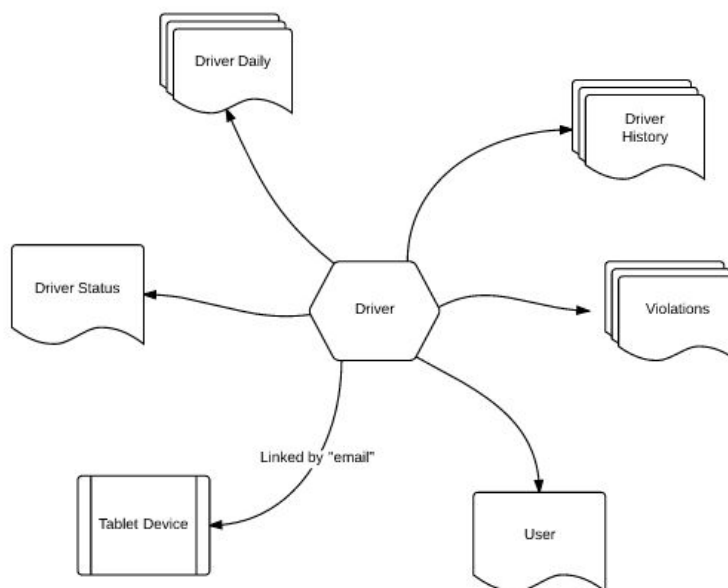 Driver Daily
Driver
History
Driver Status
Driver
Violations
Linked by "email"
Tablet Device
User